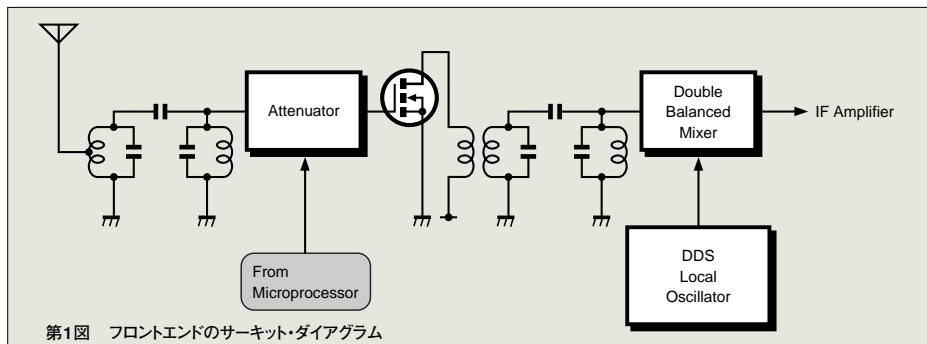 Attenuator
Double
Balanced
Mixer
IF Amplifier
From
Microprocessor
DDS
Local
Oscillator
第1図 フロントエンドのサーキット・ダイアグラム